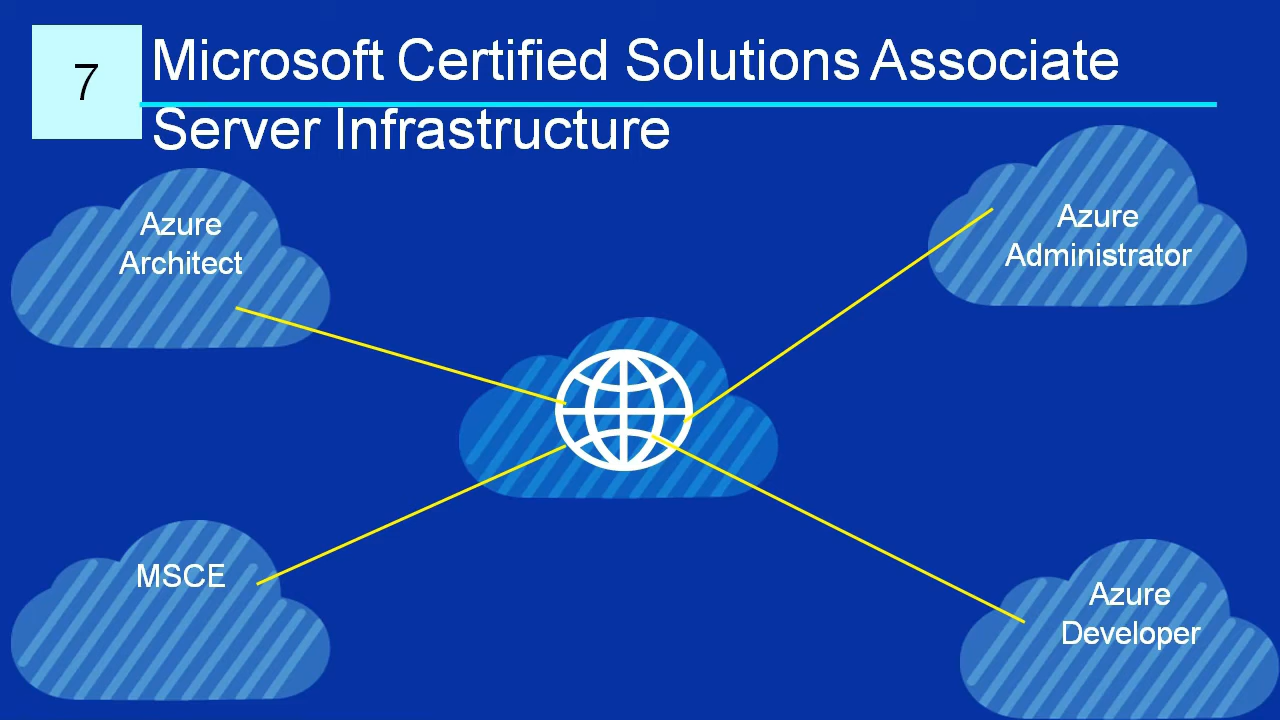 7
Microsoft Certified Solutions Associate
Server Infrastructure
Azure
Architect
Azure
Administrator
MSCE
Azure
Developer